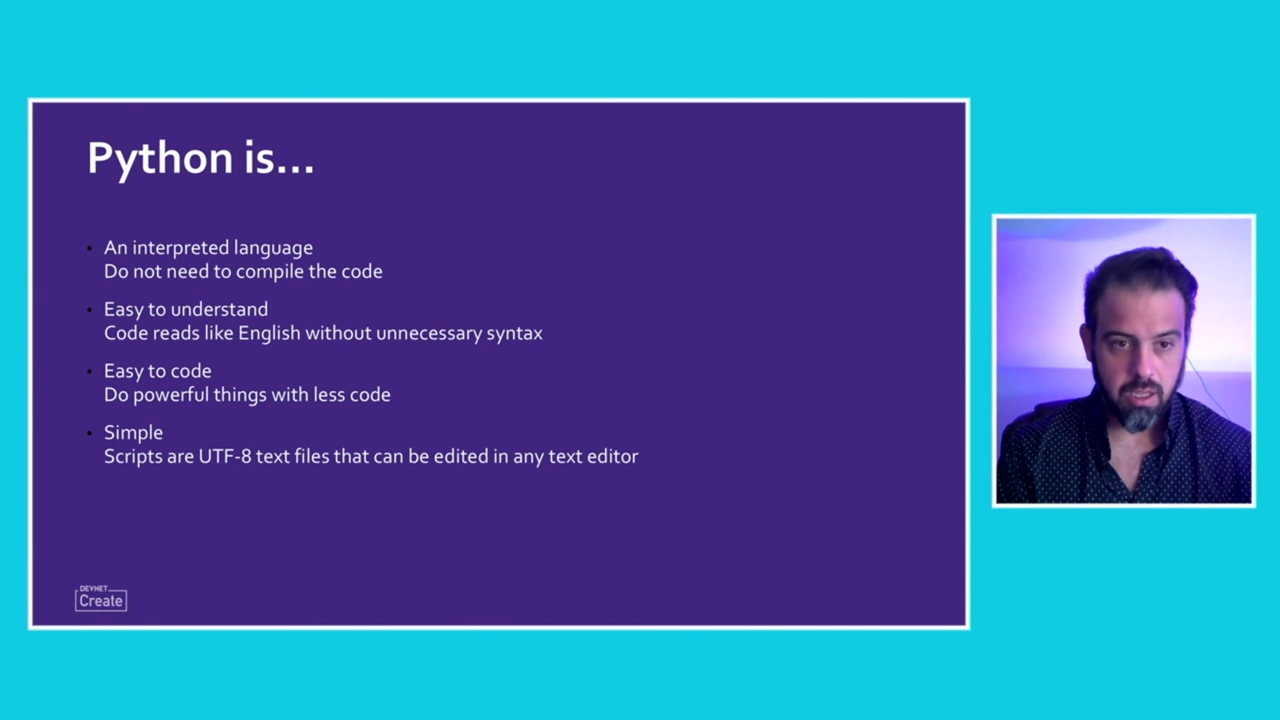 Python is...
• An interpreted language
Do not need to compile the code
• Easy to understand
Code reads like English without unnecessary syntax
• Easy to code
Do powerful things with less code
• Simple
Scripts are UTF-8 text files that can be edited in any text editor
DEVNET
Create